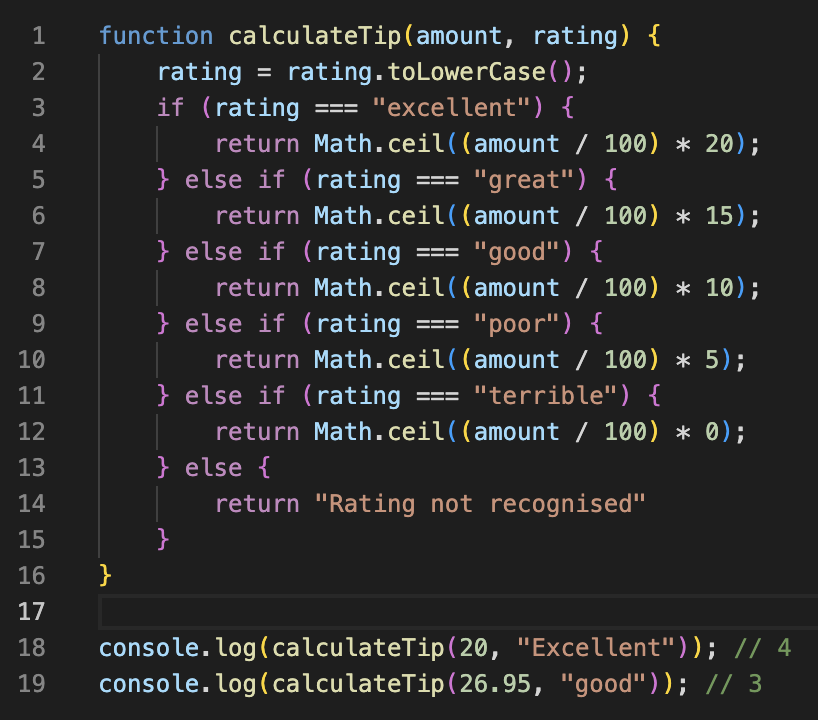 1 function calculateTip(amount, rating) {
2     rating = rating.toLowerCase();
3     if (rating === "excellent") {
4         return Math.ceil((amount / 100) * 20);
5     } else if (rating === "great") {
6         return Math.ceil((amount / 100) * 15);
7     } else if (rating === "good") {
8         return Math.ceil((amount / 100) * 10);
9     } else if (rating === "poor") {
10         return Math.ceil((amount / 100) * 5);
11     } else if (rating === "terrible") {
12         return Math.ceil((amount / 100) * 0);
13     } else {
14         return "Rating not recognised"
15     }
16 }
17
18 console.log(calculateTip(20, "Excellent")); // 4
19 console.log(calculateTip(26.95, "good")); // 3